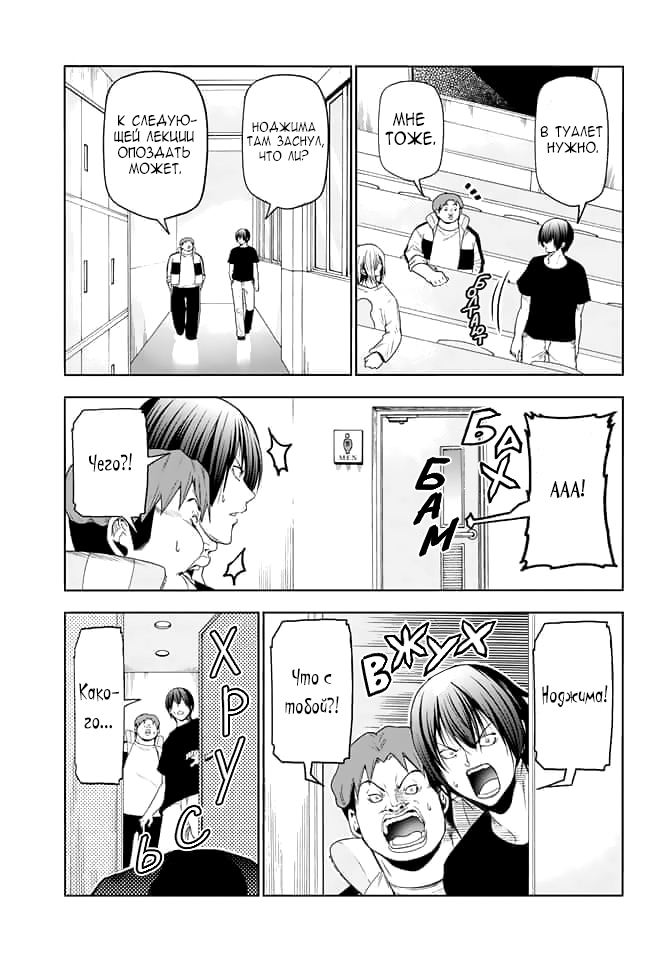 В ТУАЛЕТ
НУЖНО.
МНЕ
ТОЖЕ.
БОЛТАЮТ
НОДЖИМА
ТАМ ЗАСНУЛ,
ЧТО ЛИ?
К СЛЕДУЮ-
ЩЕЙ ЛЕКЦИИ
ОПОЗДАТЬ
МОЖЕТ.
ААА!
БАХ
БАМ
MEN
Чего?!
Ноджима!
ВЖУХ
Что с
тобой?!
ХРУСЬ
Како-
го...